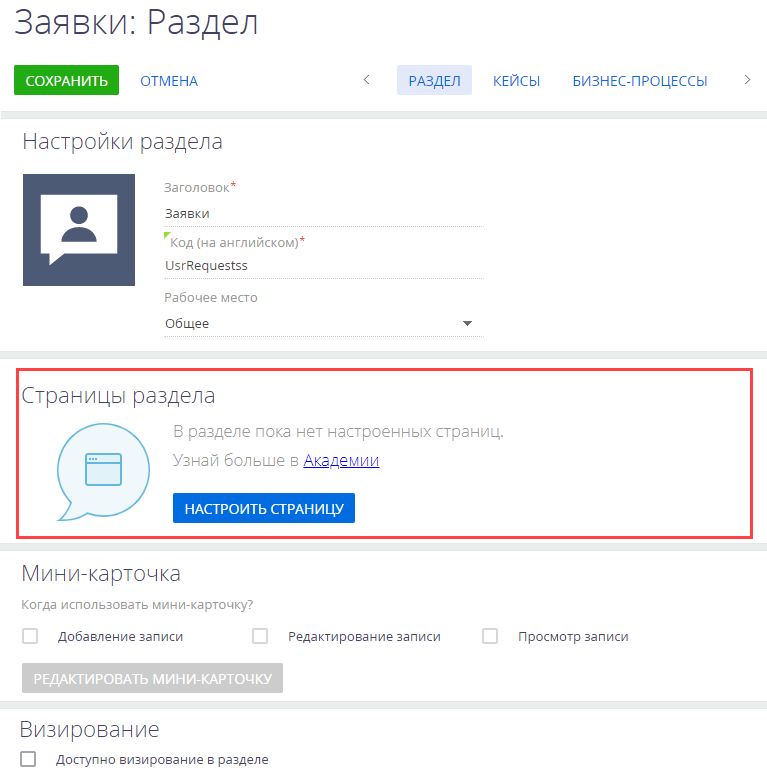 Заявки: Раздел
СОХРАНИТЬ ОТМЕНА РАЗДЕЛ КЕЙСЫ БИЗНЕС-ПРОЦЕССЫ
Настройки раздела
Заголовок*
Заявки
Код (на английском)*
UsrRequestss
Рабочее место
Общее
Страницы раздела
В разделе пока нет настроенных страниц.
Узнай больше в Академии
НАСТРОИТЬ СТРАНИЦУ
Мини-карточка
Когда использовать мини-карточку?
Добавление записи Редактирование записи Просмотр записи
РЕДАКТИРОВАТЬ МИНИ-КАРТОЧКУ
Визирование
Доступно визирование в разделе